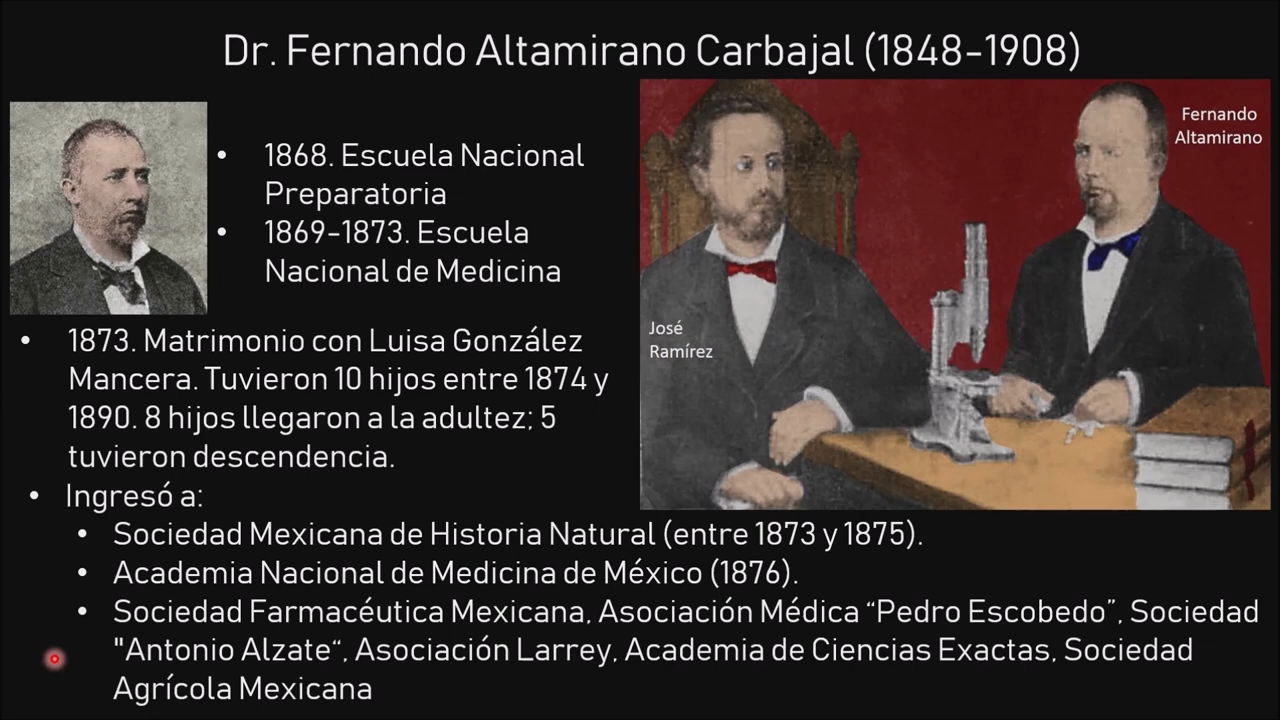 Dr. Fernando Altamirano Carbajal (1848-1908)
• 1868. Escuela Nacional
Preparatoria
• 1869-1873. Escuela
Nacional de Medicina
Fernando
Altamirano
José
Ramírez
• 1873. Matrimonio con Luisa González
Mancera. Tuvieron 10 hijos entre 1874 y
1890. 8 hijos llegaron a la adultez; 5
tuvieron descendencia.
• Ingresó a:
• Sociedad Mexicana de Historia Natural (entre 1873 y 1875).
• Academia Nacional de Medicina de México (1876).
• Sociedad Farmacéutica Mexicana, Asociación Médica “Pedro Escobedo”, Sociedad
"Antonio Alzate“, Asociación Larrey, Academia de Ciencias Exactas, Sociedad
Agrícola Mexicana